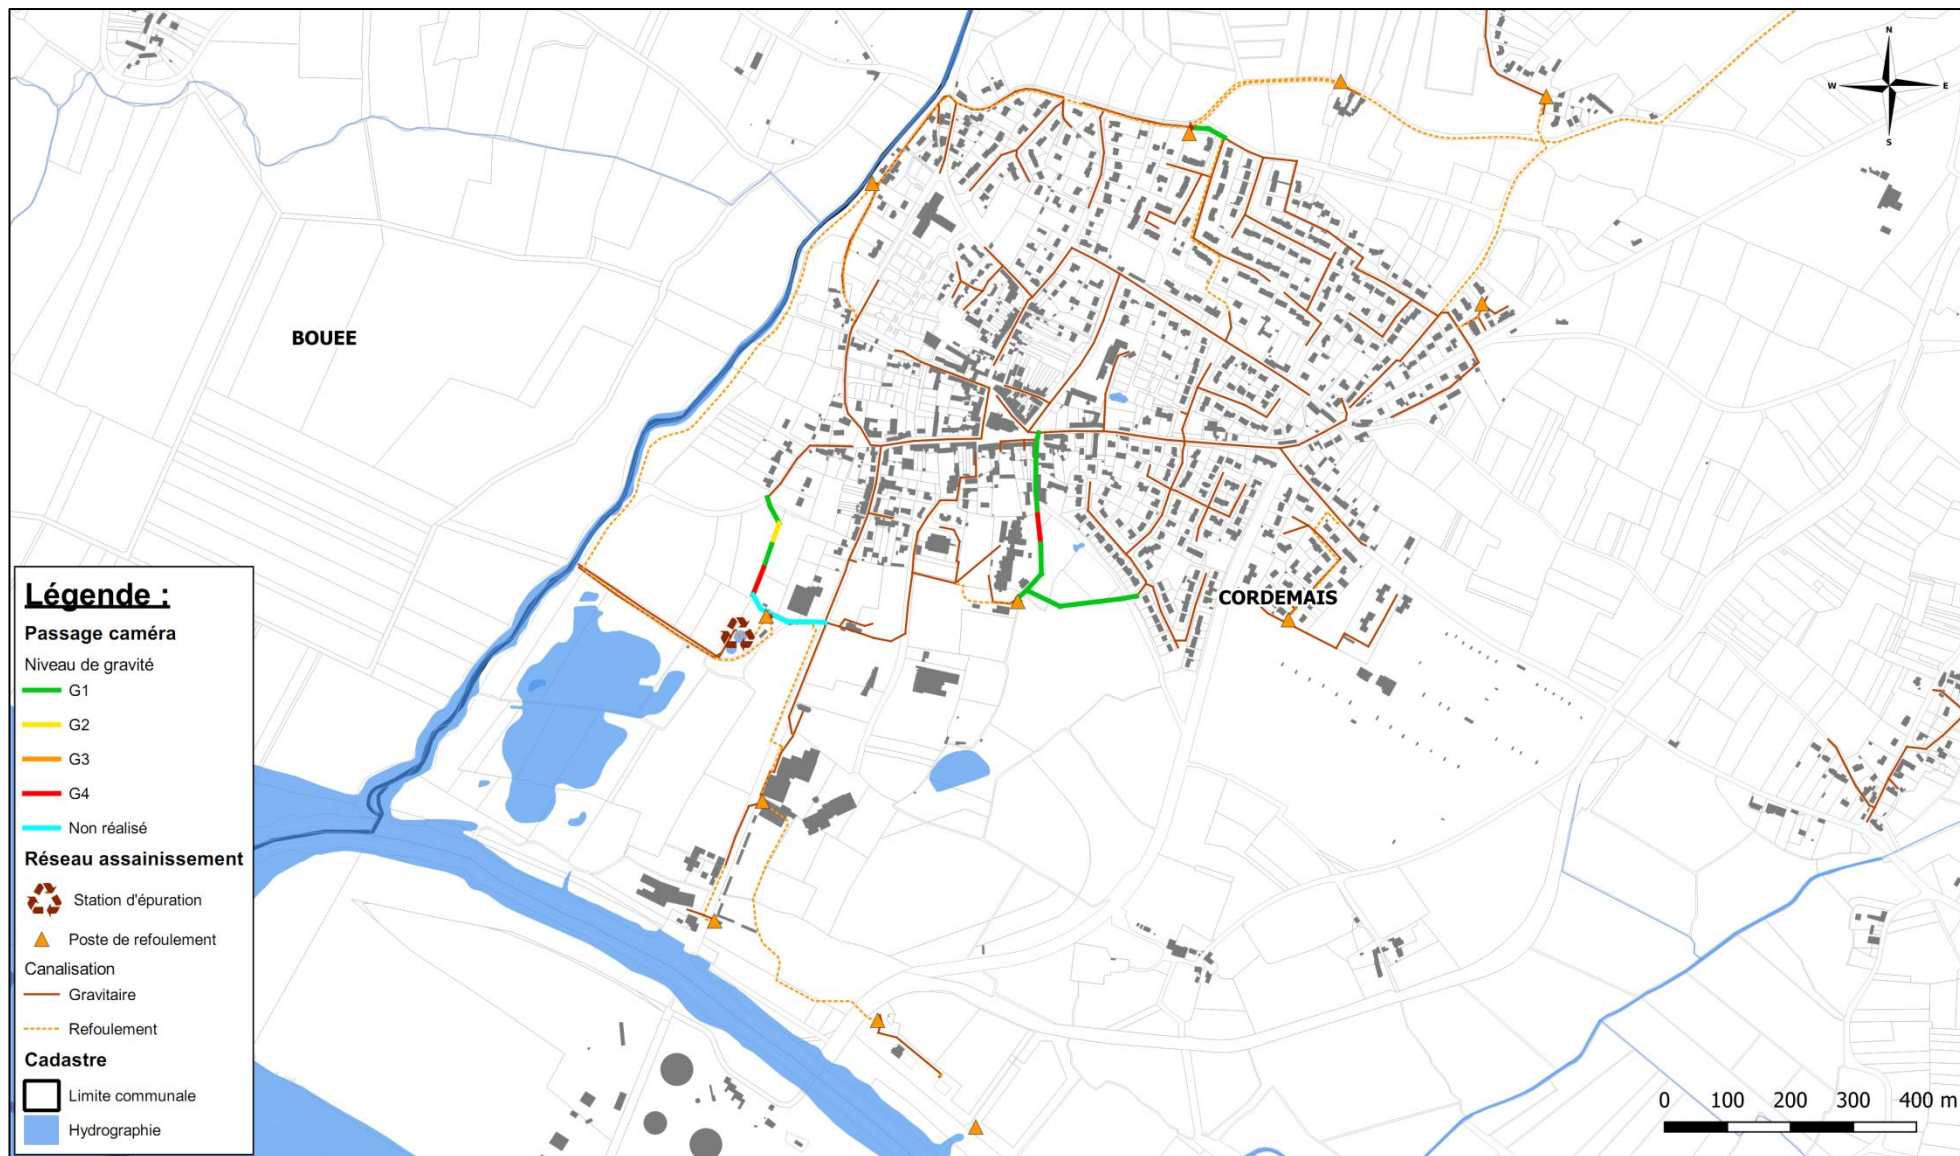 N
W
E
S
BOUEE
CORDEMAIS
Légende :
Passage caméra
Niveau de gravité
G1
G2
G3
G4
Non réalisé
Réseau assainissement
Station d'épuration
Poste de refoulement
Canalisation
Gravitaire
Refoulement
Cadastre
Limite communale
Hydrographie
0 100 200 300 400 m